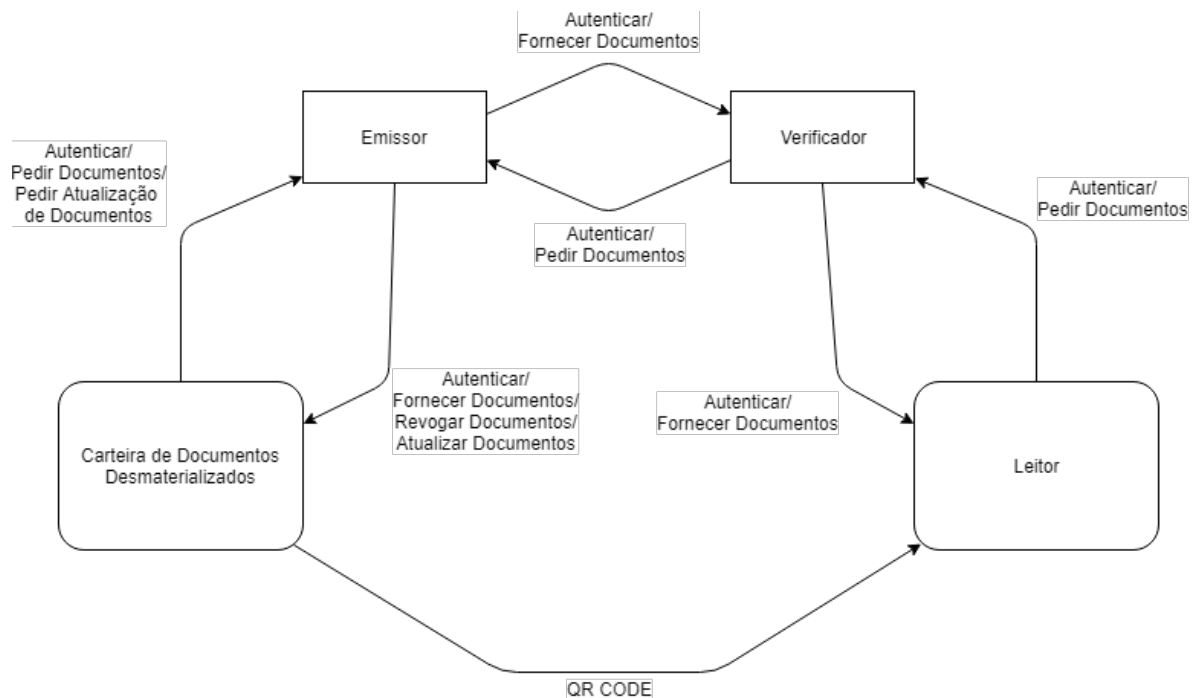 Autenticar/
Fornecer Documentos
Emissor
Verificador
Autenticar/
Pedir Documentos/
Pedir Atualização
de Documentos
Autenticar/
Pedir Documentos
Autenticar/
Pedir Documentos
Autenticar/
Fornecer Documentos/
Revogar Documentos/
Atualizar Documentos
Autenticar/
Fornecer Documentos
Carteira de Documentos
Desmaterializados
Leitor
QR CODE